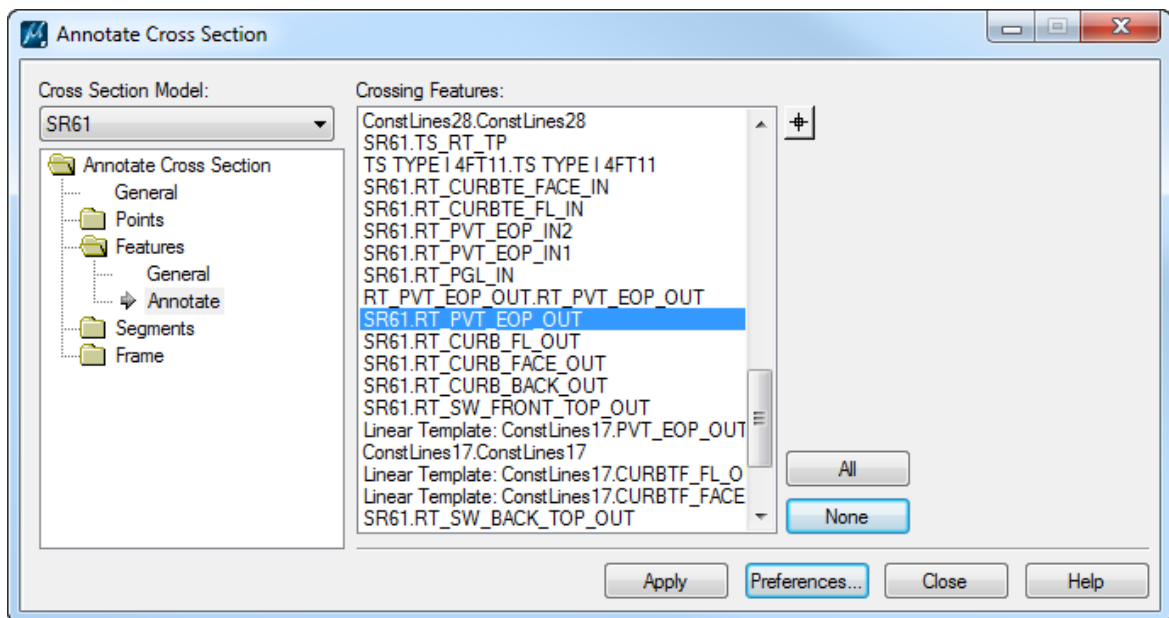 Annotate Cross Section
Cross Section Model:
SR61
Annotate Cross Section
General
Points
Features
General
Annotate
Segments
Frame
Crossing Features:
ConstLines28.ConstLines28
SR61.TS_RT_TP
TS TYPE I 4FT11.TS TYPE I 4FT11
SR61.RT_CURBTE_FACE_IN
SR61.RT_CURBTE_FL_IN
SR61.RT_PVT_EOP_IN2
SR61.RT_PVT_EOP_IN1
SR61.RT_PGL_IN
RT_PVT_EOP_OUT.RT_PVT_EOP_OUT
SR61.RT_PVT_EOP_OUT
SR61.RT_CURB_FL_OUT
SR61.RT_CURB_FACE_OUT
SR61.RT_CURB_BACK_OUT
SR61.RT_SW_FRONT_TOP_OUT
Linear Template: ConstLines17.PVT_EOP_OUT
ConstLines17.ConstLines17
Linear Template: ConstLines17.CURBTF_FL_O
Linear Template: ConstLines17.CURBTF_FACE
SR61.RT_SW_BACK_TOP_OUT
All
None
Apply
Preferences...
Close
Help